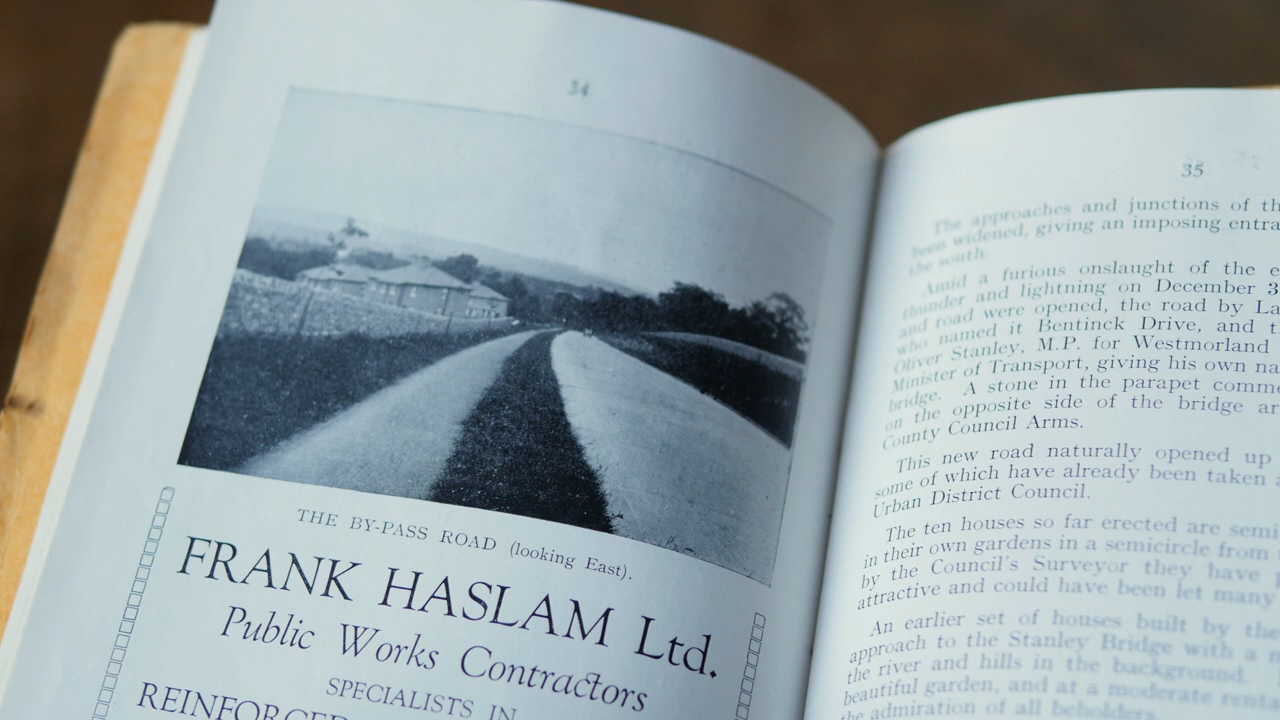 34
THE BY-PASS ROAD (looking East).
FRANK HASLAM Ltd.
Public Works Contractors
SPECIALISTS IN
REINFORCED
35
The approaches and junctions of th
been widened, giving an imposing entra
the south.
Amid a furious onslaught of the e
thunder and lightning on December 3
and road were opened, the road by La
who named it Bentinck Drive, and t
Oliver Stanley, M.P. for Westmorland
Minister of Transport, giving his own na
bridge. A stone in the parapet comme
on the opposite side of the bridge ar
County Council Arms.
This new road naturally opened up
some of which have already been taken a
Urban District Council.
The ten houses so far erected are semi
in their own gardens in a semicircle from
by the Council's Surveyor they have
attractive and could have been let many
An earlier set of houses built by the
approach to the Stanley Bridge with a
the river and hills in the background.
beautiful garden, and at a moderate renta
the admiration of all beholders.